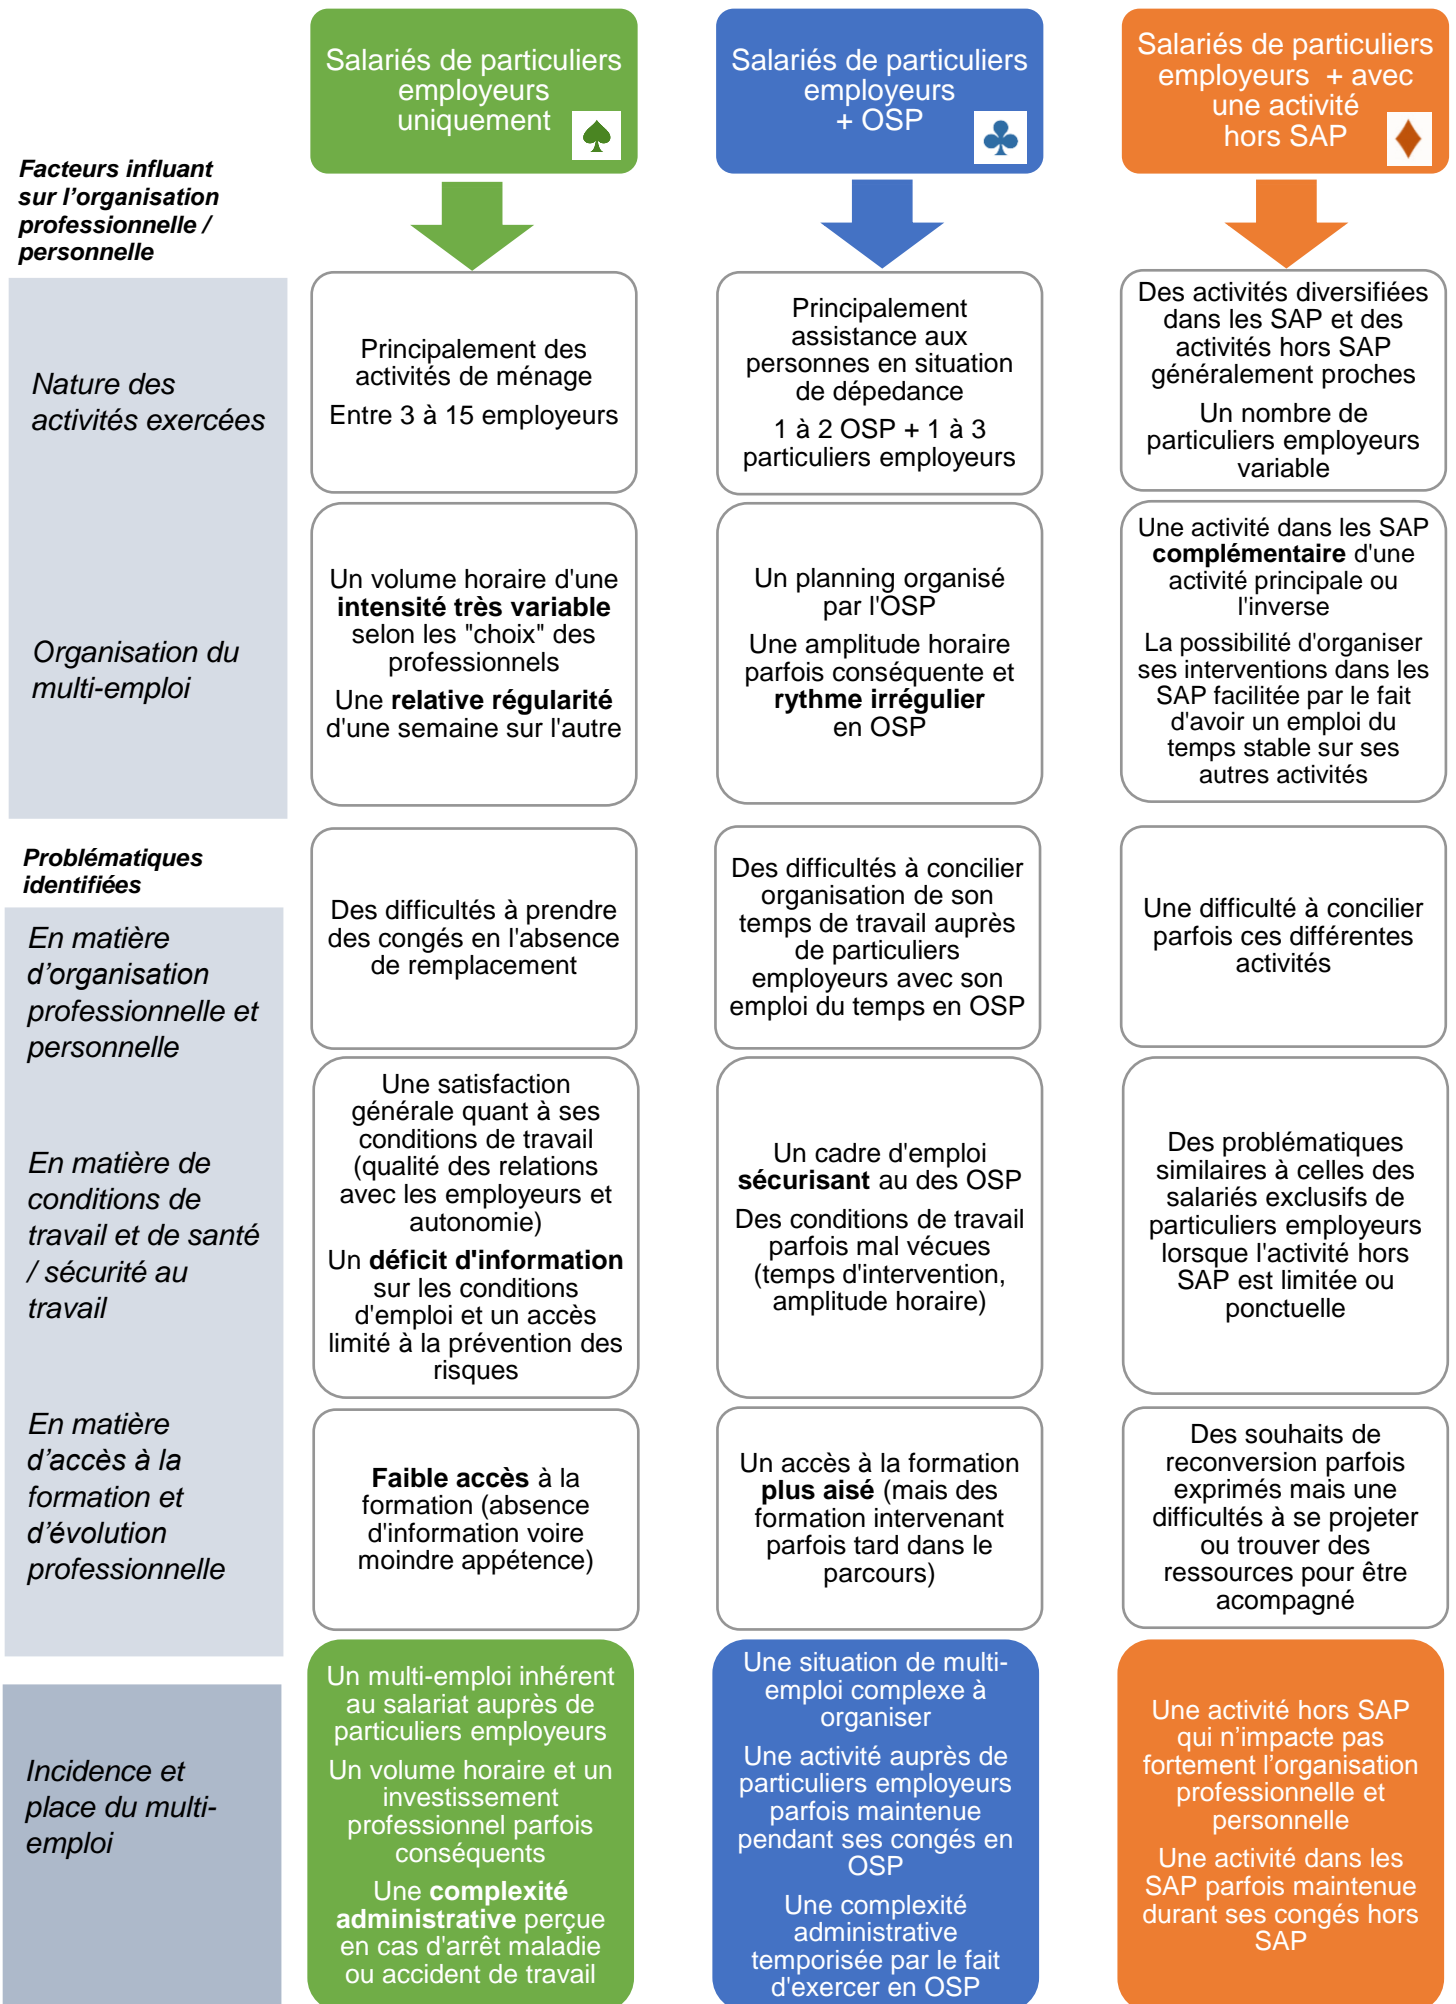 Salariés de particuliers
employeurs
uniquement
Salariés de particuliers
employeurs
+ OSP
Salariés de particuliers
employeurs + avec
une activité
hors SAP
Facteurs influant
sur l'organisation
professionnelle /
personnelle
Nature des
activités exercées
Principalement des
activités de ménage
Entre 3 à 15 employeurs
Principalement
assistance aux
personnes en situation
de dépedance
1 à 2 OSP + 1 à 3
particuliers employeurs
Des activités diversifiées
dans les SAP et des
activités hors SAP
généralement proches
Un nombre de
particuliers employeurs
variable
Organisation du
multi-emploi
Un volume horaire d'une
intensité très variable
selon les "choix" des
professionnels
Une relative régularité
d'une semaine sur l'autre
Un planning organisé
par l'OSP
Une amplitude horaire
parfois conséquente et
rythme irrégulier
en OSP
Une activité dans les SAP
complémentaire d'une
activité principale ou
l'inverse
La possibilité d'organiser
ses interventions dans les
SAP facilitée par le fait
d'avoir un emploi du
temps stable sur ses
autres activités
Problématiques
identifiées
En matière
d'organisation
professionnelle et
personnelle
Des difficultés à prendre
des congés en l'absence
de remplacement
Des difficultés à concilier
organisation de son
temps de travail auprès
de particuliers
employeurs avec son
emploi du temps en OSP
Une difficulté à concilier
parfois ces différentes
activités
En matière de
conditions de
travail et de santé
/ sécurité au
travail
Une satisfaction
générale quant à ses
conditions de travail
(qualité des relations
avec les employeurs et
autonomie)
Un déficit d'information
sur les conditions
d'emploi et un accès
limité à la prévention des
risques
Un cadre d'emploi
sécurisant au des OSP
Des conditions de travail
parfois mal vécues
(temps d'intervention,
amplitude horaire)
Des problématiques
similaires à celles des
salariés exclusifs de
particuliers employeurs
lorsque l'activité hors
SAP est limitée ou
ponctuelle
En matière
d'accès à la
formation et
d'évolution
professionnelle
Faible accès à la
formation (absence
d'information voire
moindre appétence)
Un accès à la formation
plus aisé (mais des
formation intervenant
parfois tard dans le
parcours)
Des souhaits de
reconversion parfois
exprimés mais une
difficultés à se projeter
ou trouver des
ressources pour être
acompagné
Incidence et
place du multi-
emploi
Un multi-emploi inhérent
au salariat auprès de
particuliers employeurs
Un volume horaire et un
investissement
professionnel parfois
conséquents
Une complexité
administrative perçue
en cas d'arrêt maladie
ou accident de travail
Une situation de multi-
emploi complexe à
organiser
Une activité auprès de
particuliers employeurs
parfois maintenue
pendant ses congés en
OSP
Une complexité
administrative
temporisée par le fait
d'exercer en OSP
Une activité hors SAP
qui n’impacte pas
fortement l’organisation
professionnelle et
personnelle
Une activité dans les
SAP parfois maintenue
durant ses congés hors
SAP